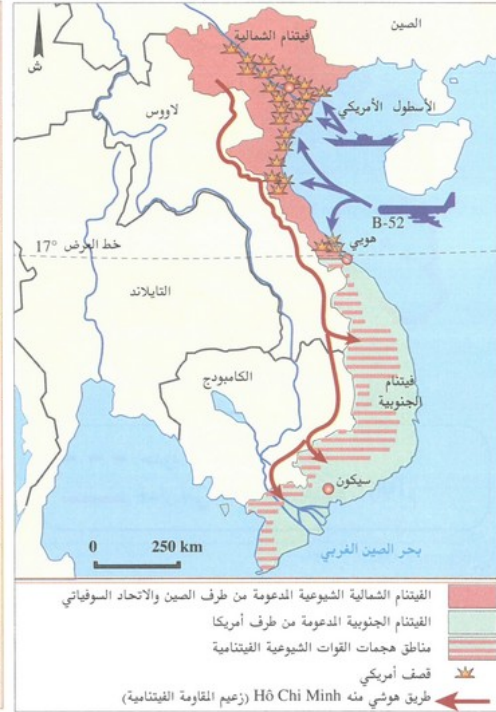 الصين
فيتنام الشمالية
ش
الأسطول الأمريكي
لاووس
B-52
هويي
خط العرض °17
التايلاند
فيتنام
الجنوبية
الكامبودج
سيكون
بحر الصين الغربي
0 250 km
الفيتنام الشمالية الشيوعية المدعومة من طرف الصين والاتحاد السوفياتي
الفيتنام الجنوبية المدعومة من طرف أمريكا
مناطق هجمات القوات الشيوعية الفيتنامية
قصف أمريكي
طريق هوشي منه Hô Chi Minh (زعيم المقاومة الفيتنامية)